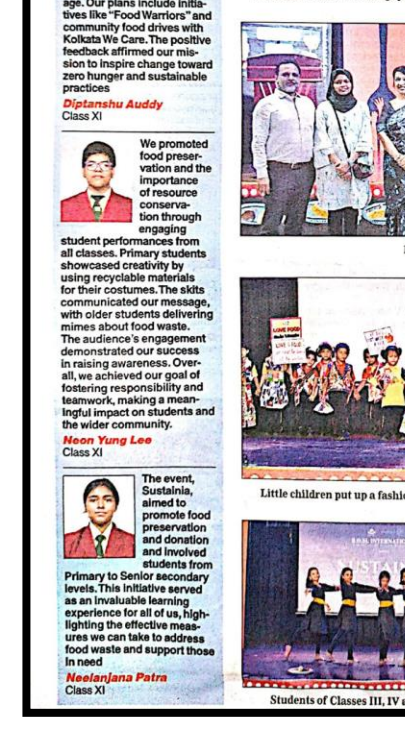 age. Our plans include initia-
tives like "Food Warriors" and
community food drives with
Kolkata We Care. The positive
feedback affirmed our mis-
sion to inspire change toward
zero hunger and sustainable
practices
Diptanshu Auddy
Class XI
We promoted
food preser-
vation and the
importance
of resource
conserva-
tion through
engaging
student performances from
all classes. Primary students
showcased creativity by
using recyclable materials
for their costumes. The skits
communicated our message,
with older students delivering
mimes about food waste.
The audience's engagement
demonstrated our success
in raising awareness. Over-
all, we achieved our goal of
fostering responsibility and
teamwork, making a mean-
ingful impact on students and
the wider community.
Neon Yung Lee
Class XI
The event,
Sustainia,
aimed to
promote food
preservation
and donation
and involved
students from
Primary to Senior secondary
levels. This initiative served
as an invaluable learning
experience for all of us, high-
lighting the effective meas-
ures we can take to address
food waste and support those
in need
Neelanjana Patra
Class XI
LOVE FOOD
Little children put up a fashi
SUSTAI
Students of Classes III, IV a